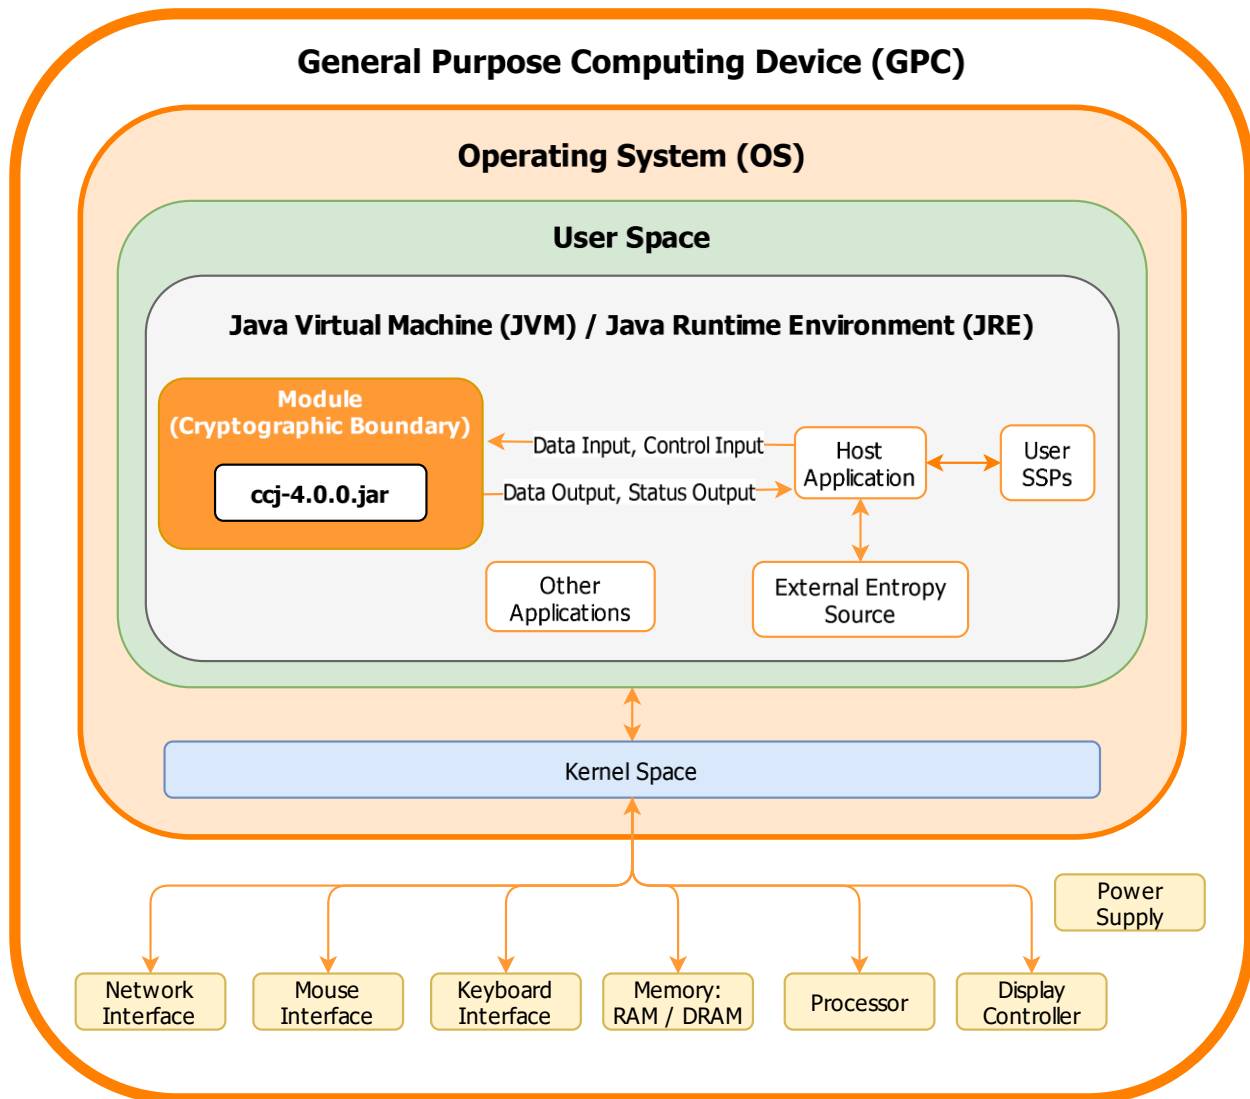 General Purpose Computing Device (GPC)
Operating System (OS)
User Space
Java Virtual Machine (JVM) / Java Runtime Environment (JRE)
Module
(Cryptographic Boundary)
ccj-4.0.0.jar
Data Input, Control Input
Data Output, Status Output
Host
Application
User
SSPs
Other
Applications
External Entropy
Source
Kernel Space
Power
Supply
Network
Interface
Mouse
Interface
Keyboard
Interface
Memory:
RAM / DRAM
Processor
Display
Controller